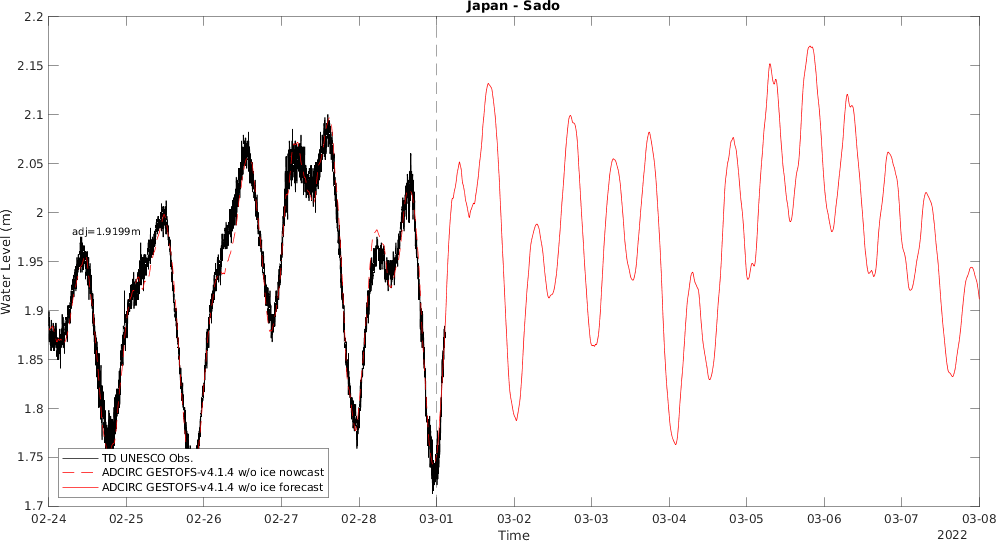 Japan - Sado
2.2
2.15
2.1
2.05
2
1.95
1.9
1.85
1.8
1.75
1.7
Water Level (m)
adj=1.9199m
TD UNESCO Obs.
ADCIRC GESTOFS-v4.1.4 w/o ice nowcast
ADCIRC GESTOFS-v4.1.4 w/o ice forecast
02-24 02-25 02-26 02-27 02-28 03-01 03-02 03-03 03-04 03-05 03-06 03-07 03-08
Time
2022